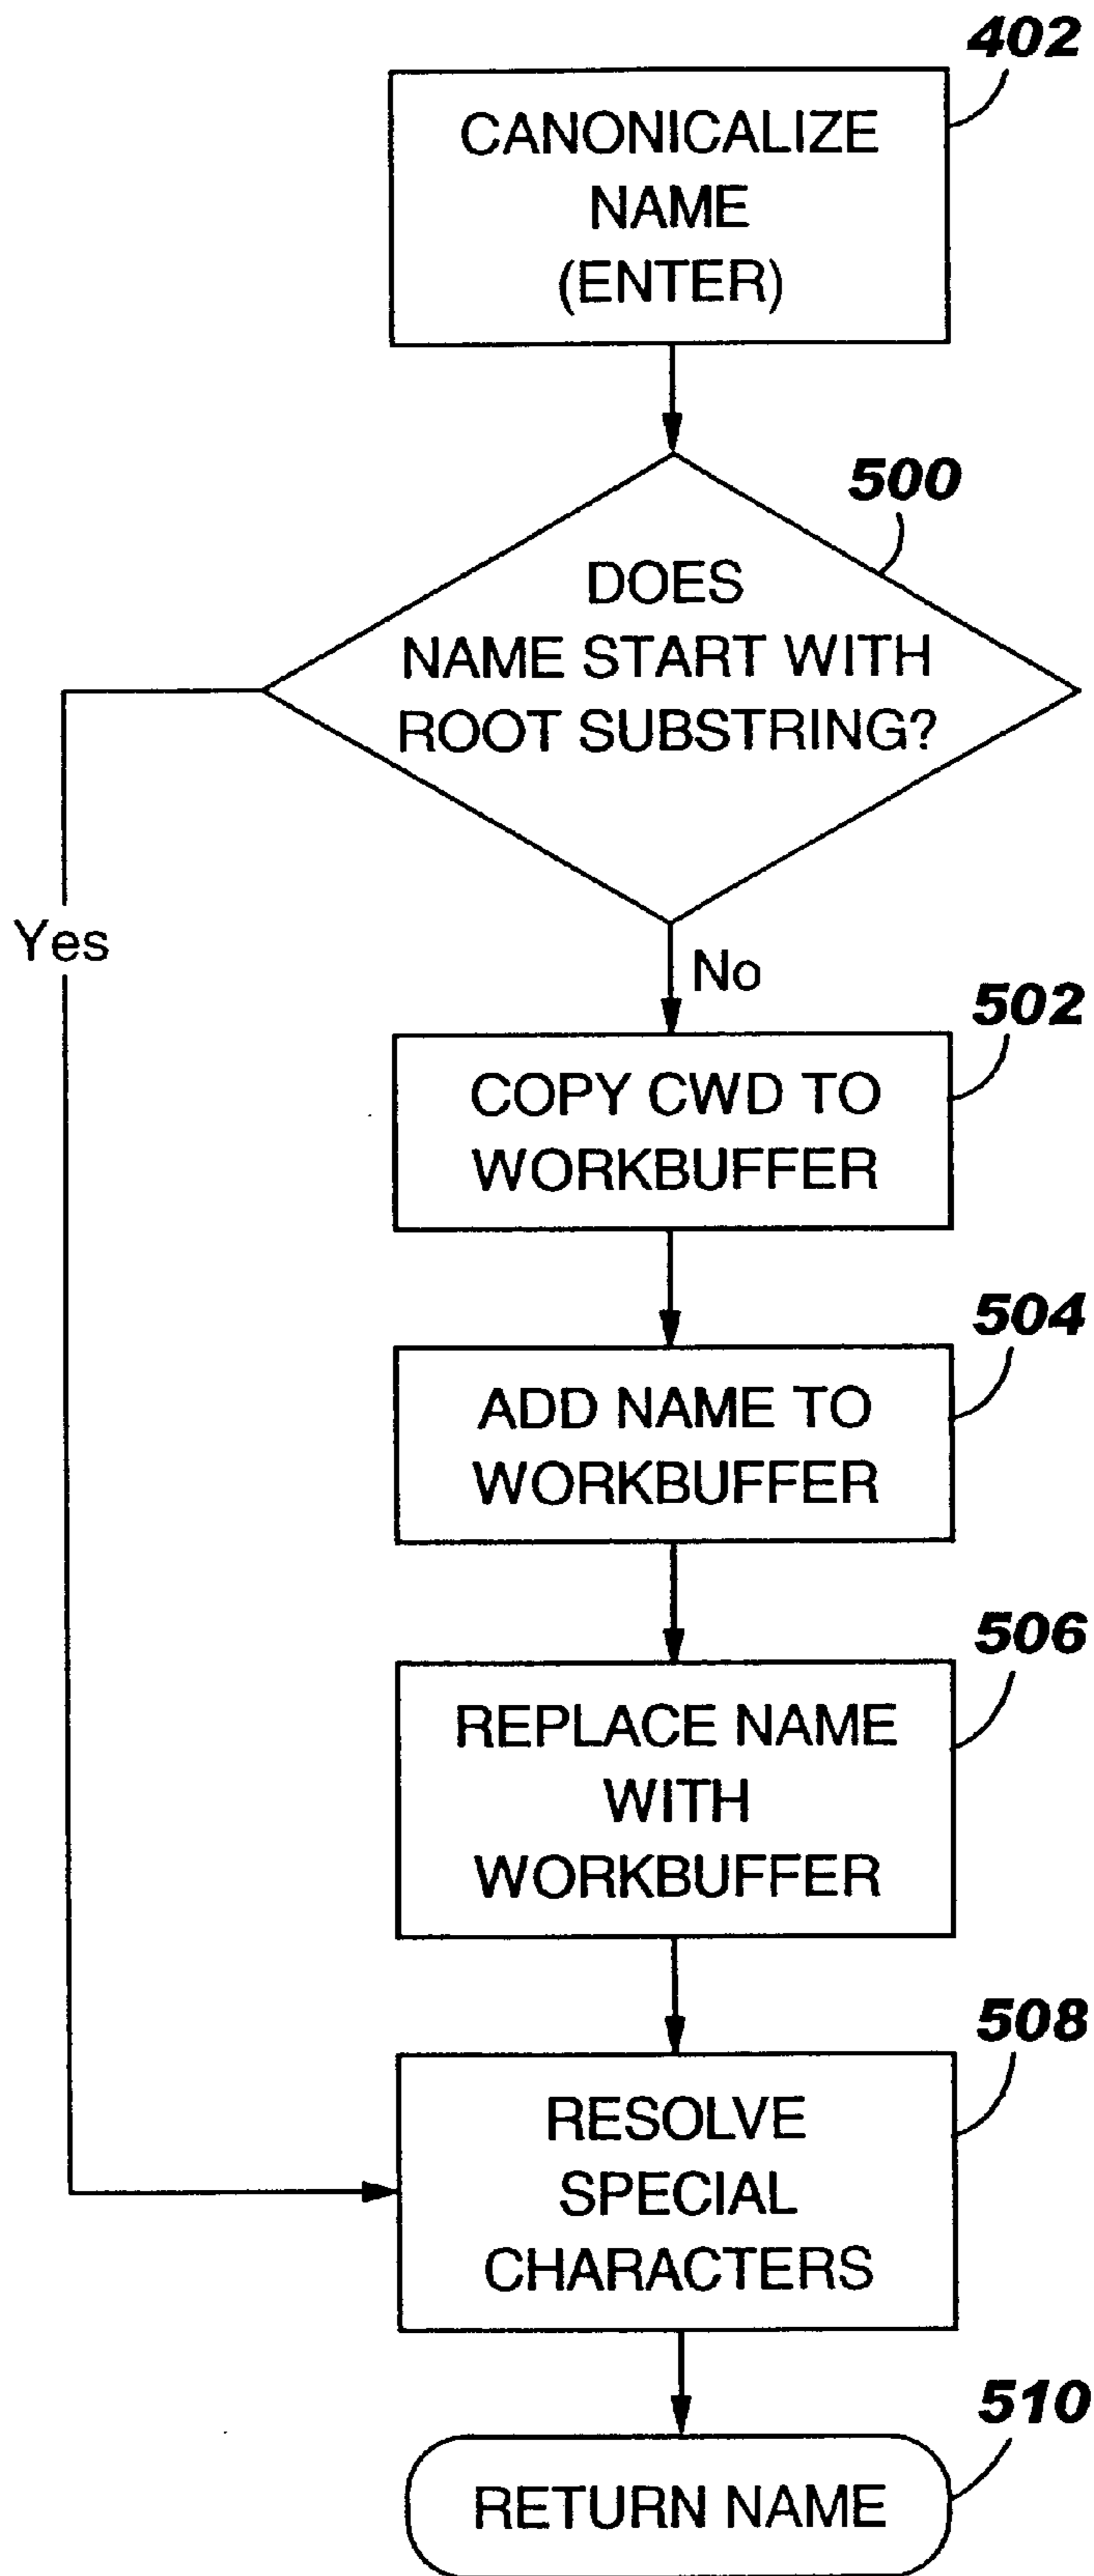 402
CANONICALIZE
NAME
(ENTER)
500
DOES
NAME START WITH
ROOT SUBSTRING?
Yes
No
502
COPY CWD TO
WORKBUFFER
504
ADD NAME TO
WORKBUFFER
506
REPLACE NAME
WITH
WORKBUFFER
508
RESOLVE
SPECIAL
CHARACTERS
510
RETURN NAME